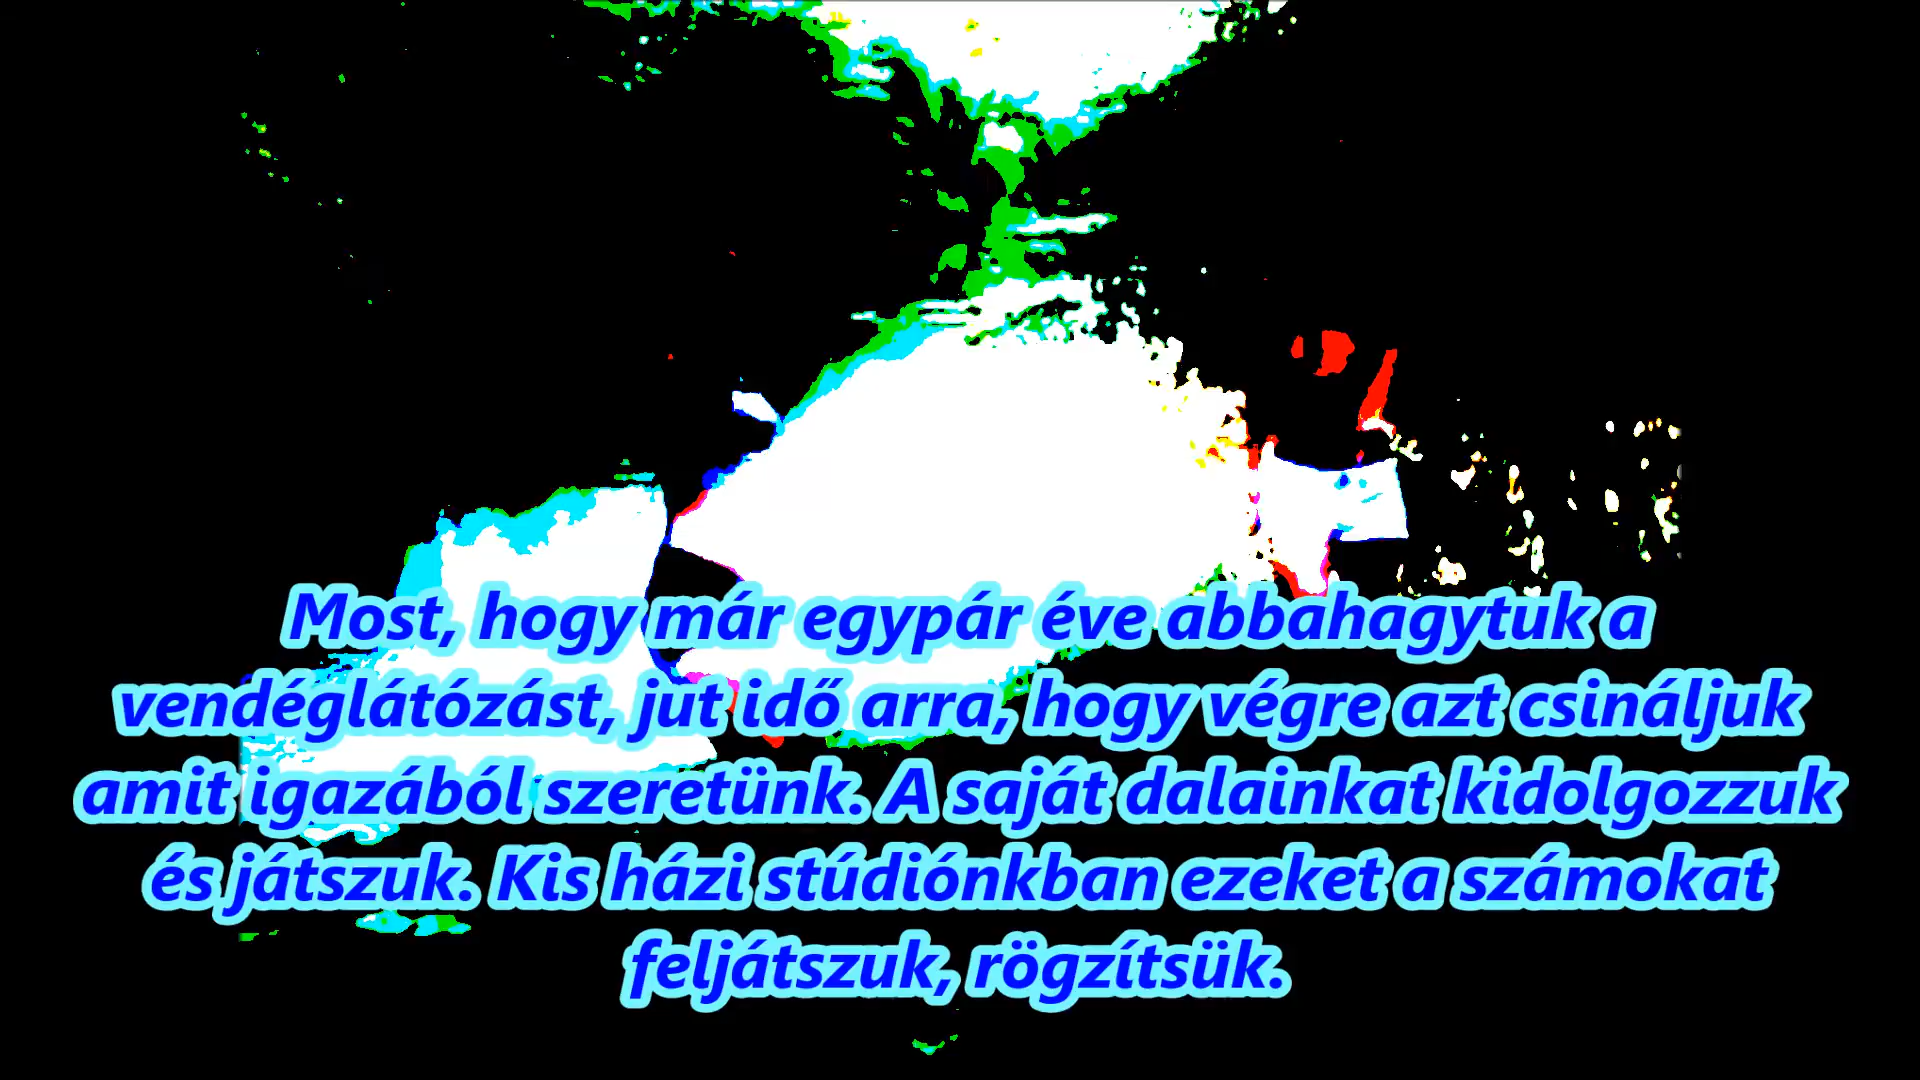 Most, hogy már egypár éve abbahagytuk a
vendéglátózást, jut idő arra, hogy végre azt csináljuk
amit igazából szeretünk. A saját dalainkat kidolgozzuk
és játszuk. Kis házi stúdiónkban ezeket a számokat
feljátszuk, rögzítsük.